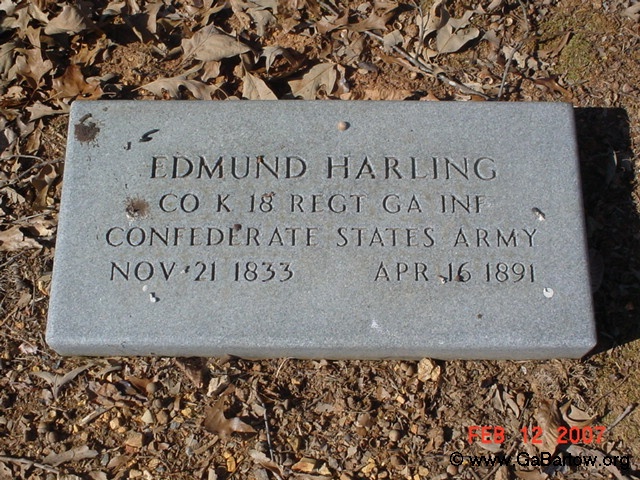 EDMUND HARLING
CO K 18 REGT GA INF
CONFEDERATE STATES ARMY
NOV 21 1833 APR 16 1891
FEB 12 2007
© www.GaBartow.org